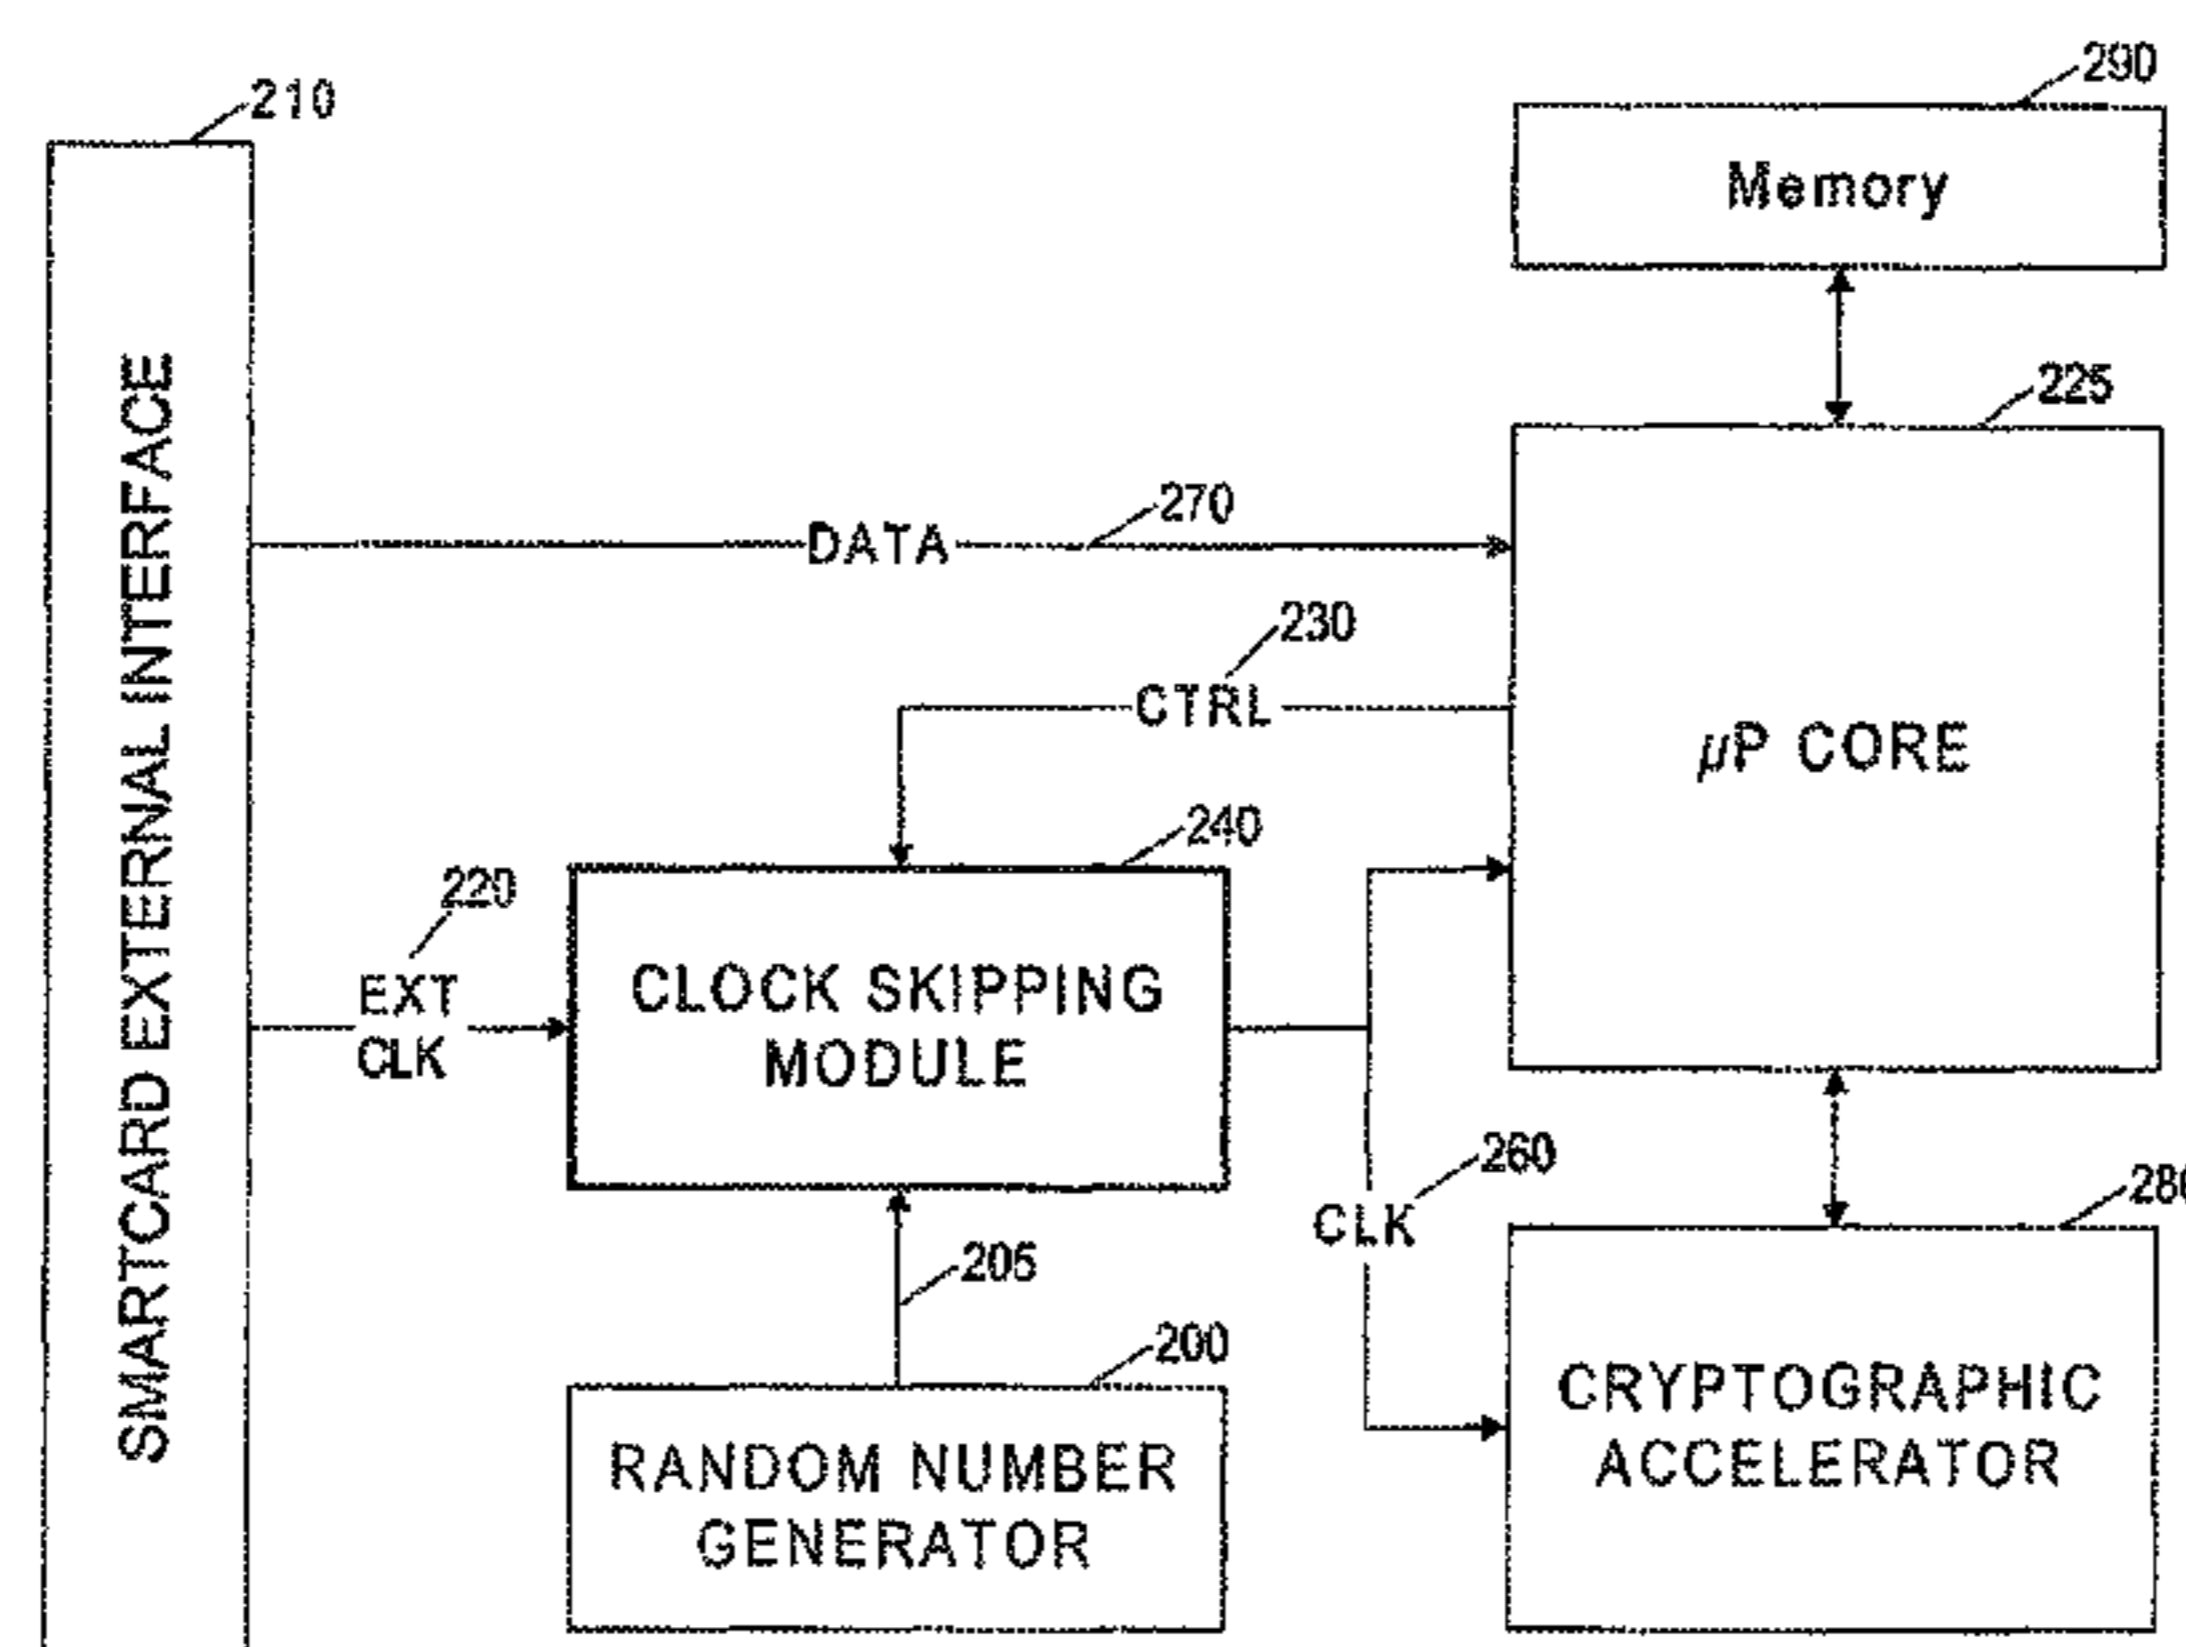 210
290
Memory
225
SMARTCARD EXTERNAL INTERFACE
DATA
270
230
CTRL
µP CORE
240
220
EXT
CLK
CLOCK SKIPPING
MODULE
260
CLK
205
200
RANDOM NUMBER
GENERATOR
CRYPTOGRAPHIC
ACCELERATOR